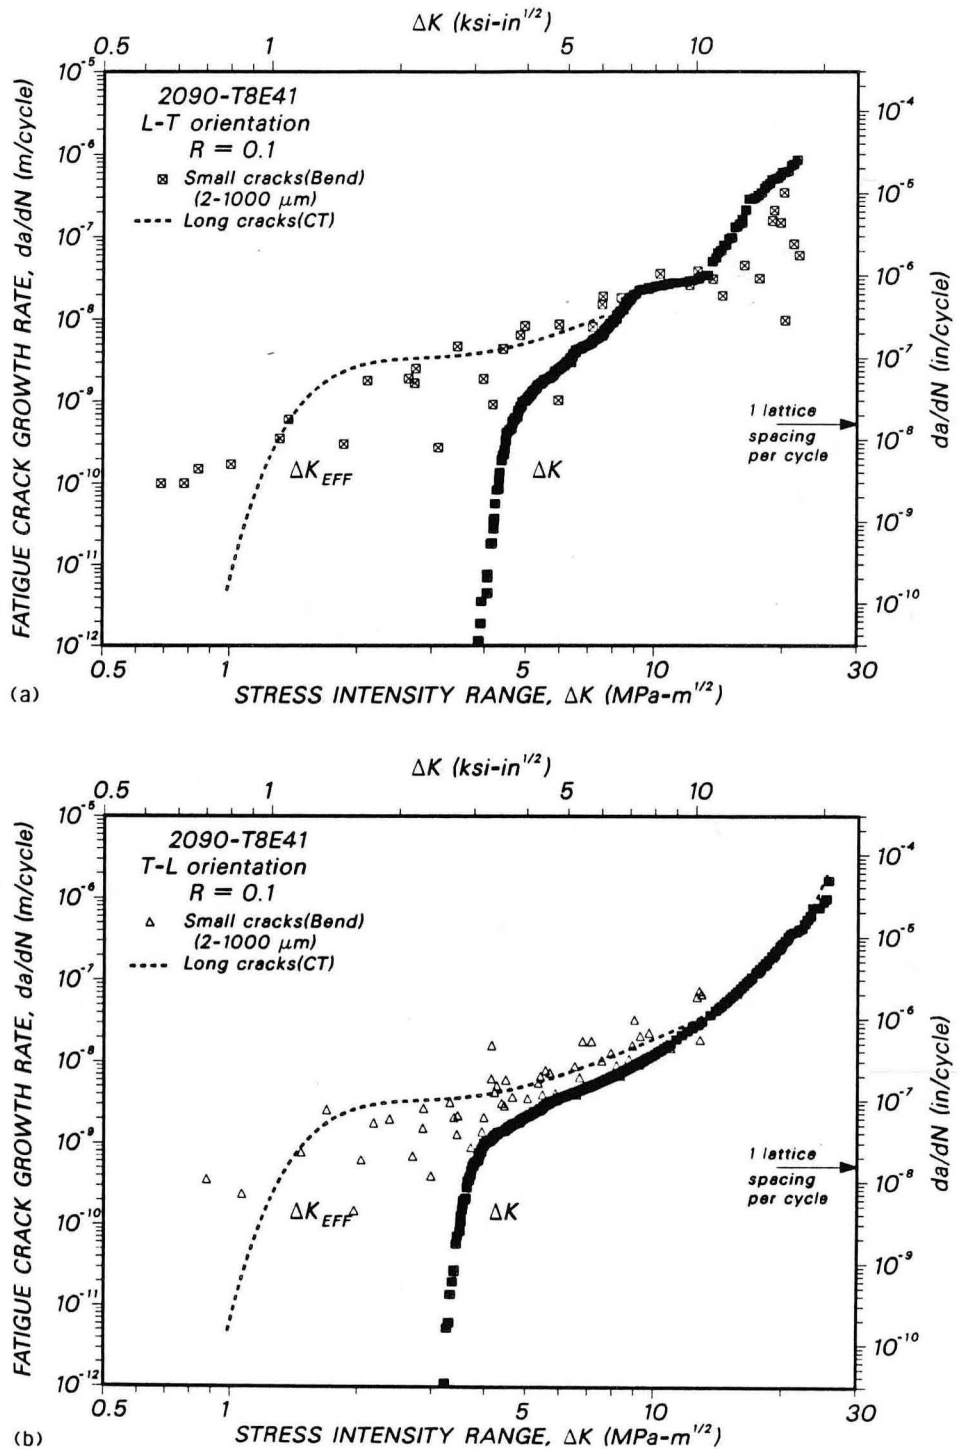 ΔK (ksi-in^1/2)
0.5 1 5 10
10^-5
10^-6
10^-7
10^-8
10^-9
10^-10
10^-11
10^-12
FATIGUE CRACK GROWTH RATE, da/dN (m/cycle)
2090-T8E41
L-T orientation
R = 0.1
Small cracks(Bend)
(2-1000 μm)
Long cracks(CT)
ΔK_EFF
ΔK
1 lattice
spacing
per cycle
10^-4
10^-5
10^-6
10^-7
10^-8
10^-9
10^-10
da/dN (in/cycle)
0.5 1 5 10 30
(a) STRESS INTENSITY RANGE, ΔK (MPa-m^1/2)
ΔK (ksi-in^1/2)
0.5 1 5 10
10^-5
10^-6
10^-7
10^-8
10^-9
10^-10
10^-11
10^-12
FATIGUE CRACK GROWTH RATE, da/dN (m/cycle)
2090-T8E41
T-L orientation
R = 0.1
Small cracks(Bend)
(2-1000 μm)
Long cracks(CT)
ΔK_EFF
ΔK
1 lattice
spacing
per cycle
10^-4
10^-5
10^-6
10^-7
10^-8
10^-9
10^-10
da/dN (in/cycle)
0.5 1 5 10 30
(b) STRESS INTENSITY RANGE, ΔK (MPa-m^1/2)